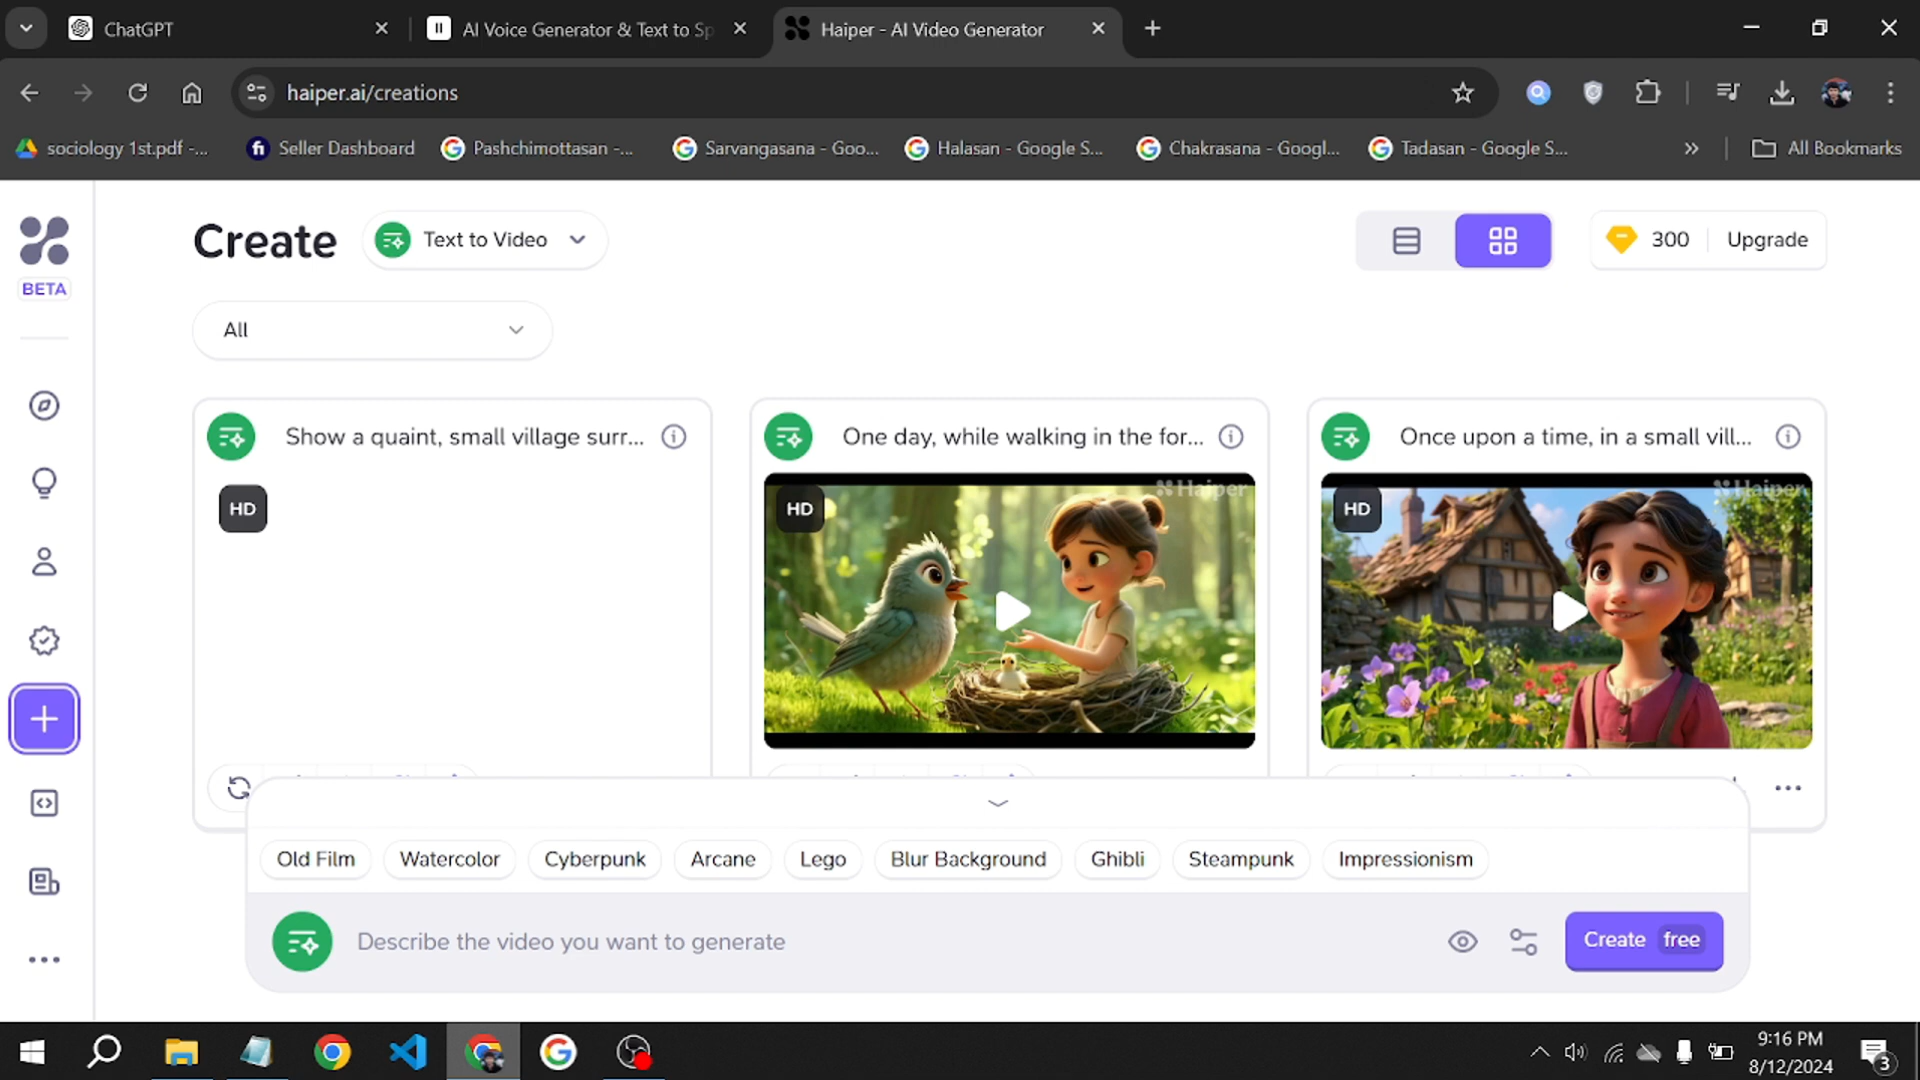 ChatGPT
AI Voice Generator & Text to Sp
Haiper - AI Video Generator
haiper.ai/creations
sociology 1st.pdf -...
Seller Dashboard
Pashchimottasan -...
Sarvangasana - Goo...
Halasan - Google S...
Chakrasana - Googl...
Tadasan - Google S...
All Bookmarks
BETA
Create
Text to Video
300
Upgrade
All
Show a quaint, small village surr...
One day, while walking in the for...
Once upon a time, in a small vill...
HD
HD
Haiper
HD
Haiper
Old Film
Watercolor
Cyberpunk
Arcane
Lego
Blur Background
Ghibli
Steampunk
Impressionism
Describe the video you want to generate
Create free
9:16 PM
8/12/2024
3